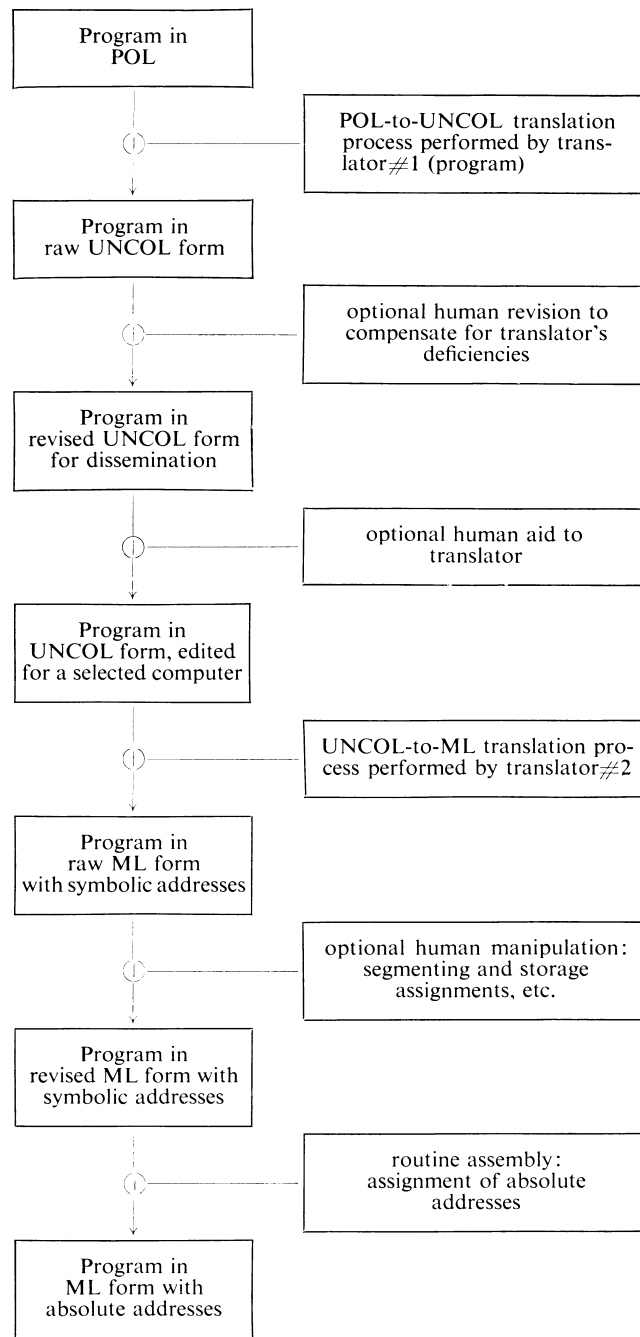 Program in
POL
POL-to-UNCOL translation
process performed by trans-
lator#1 (program)
Program in
raw UNCOL form
optional human revision to
compensate for translator's
deficiencies
Program in
revised UNCOL form
for dissemination
optional human aid to
translator
Program in
UNCOL form, edited
for a selected computer
UNCOL-to-ML translation pro-
cess performed by translator#2
Program in
raw ML form
with symbolic addresses
optional human manipulation:
segmenting and storage
assignments, etc.
Program in
revised ML form with
symbolic addresses
routine assembly:
assignment of absolute
addresses
Program in
ML form with
absolute addresses